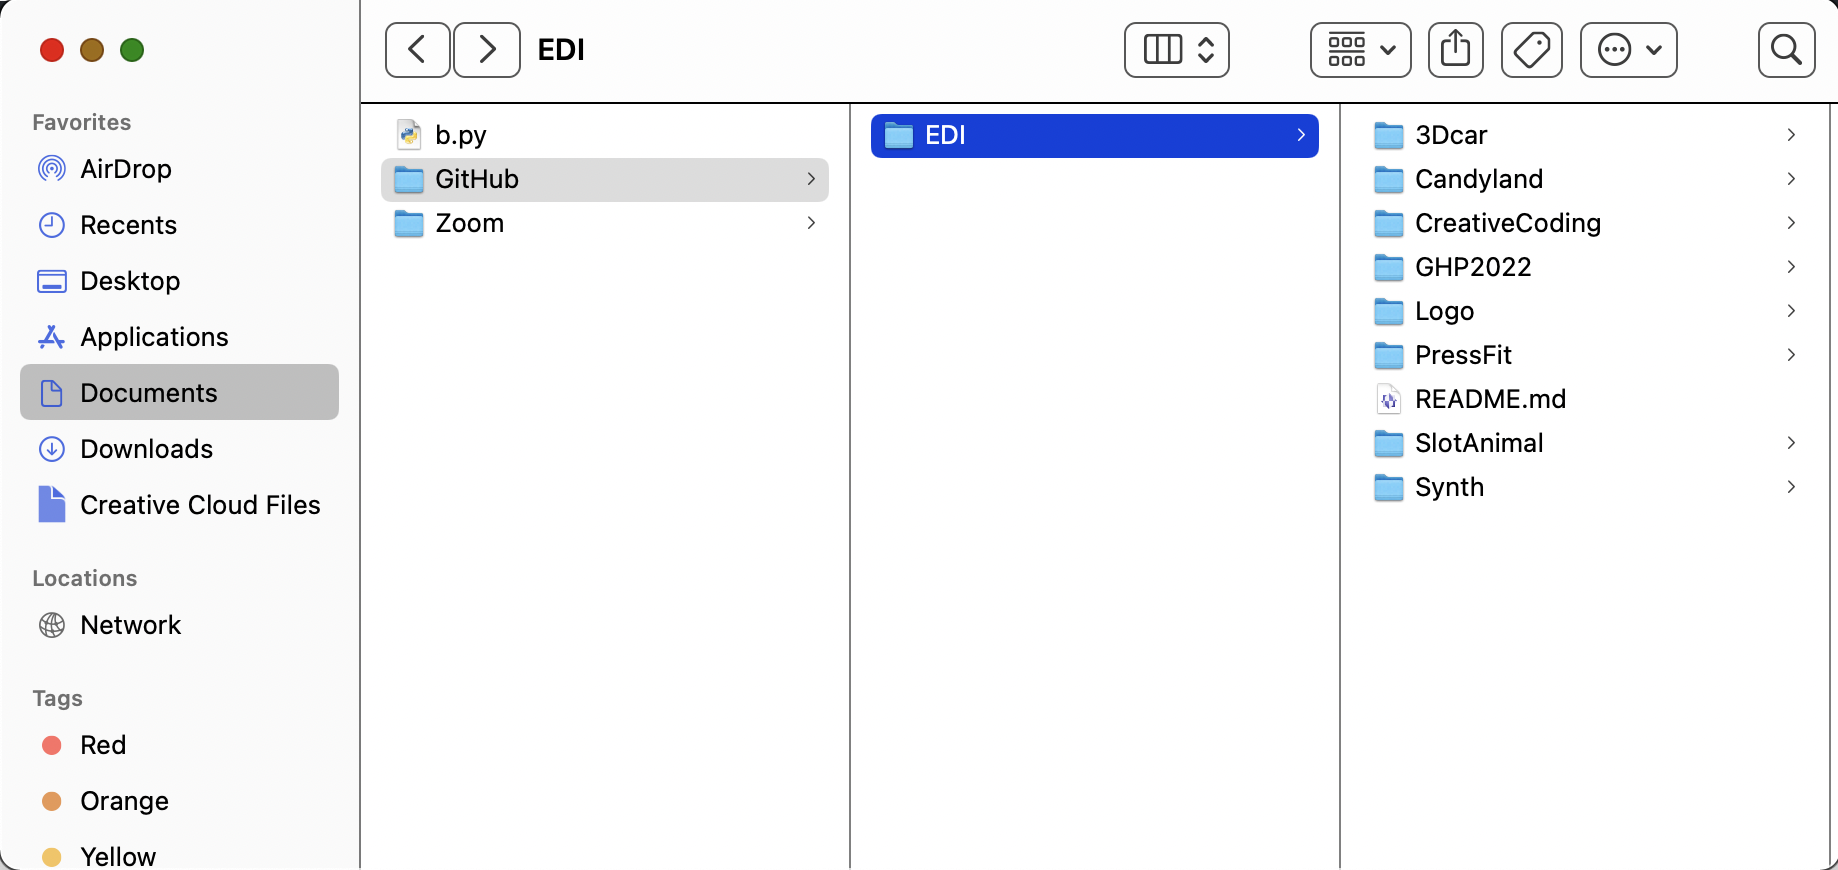 EDI
Favorites
AirDrop
Recents
Desktop
Applications
Documents
Downloads
Creative Cloud Files
Locations
Network
Tags
Red
Orange
Yellow
b.py
GitHub
Zoom
EDI
3Dcar
Candyland
CreativeCoding
GHP2022
Logo
PressFit
README.md
SlotAnimal
Synth